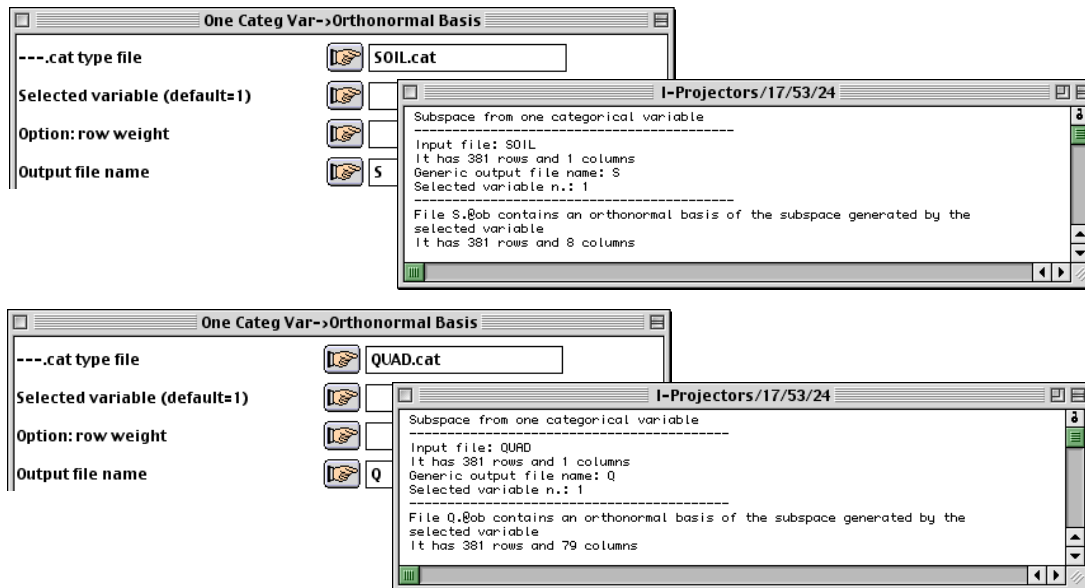 One Categ Var->Orthonormal Basis
---.cat type file
SOIL.cat
Selected variable (default=1)
Option: row weight
Output file name
S
I-Projectors/17/53/24
Subspace from one categorical variable
------------------------------------------
Input file: SOIL
It has 381 rows and 1 columns
Generic output file name: S
Selected variable n.: 1
------------------------------------------
File S.@ob contains an orthonormal basis of the subspace generated by the
selected variable
It has 381 rows and 8 columns
One Categ Var->Orthonormal Basis
---.cat type file
QUAD.cat
Selected variable (default=1)
Option: row weight
Output file name
Q
I-Projectors/17/53/24
Subspace from one categorical variable
------------------------------------------
Input file: QUAD
It has 381 rows and 1 columns
Generic output file name: Q
Selected variable n.: 1
------------------------------------------
File Q.@ob contains an orthonormal basis of the subspace generated by the
selected variable
It has 381 rows and 79 columns